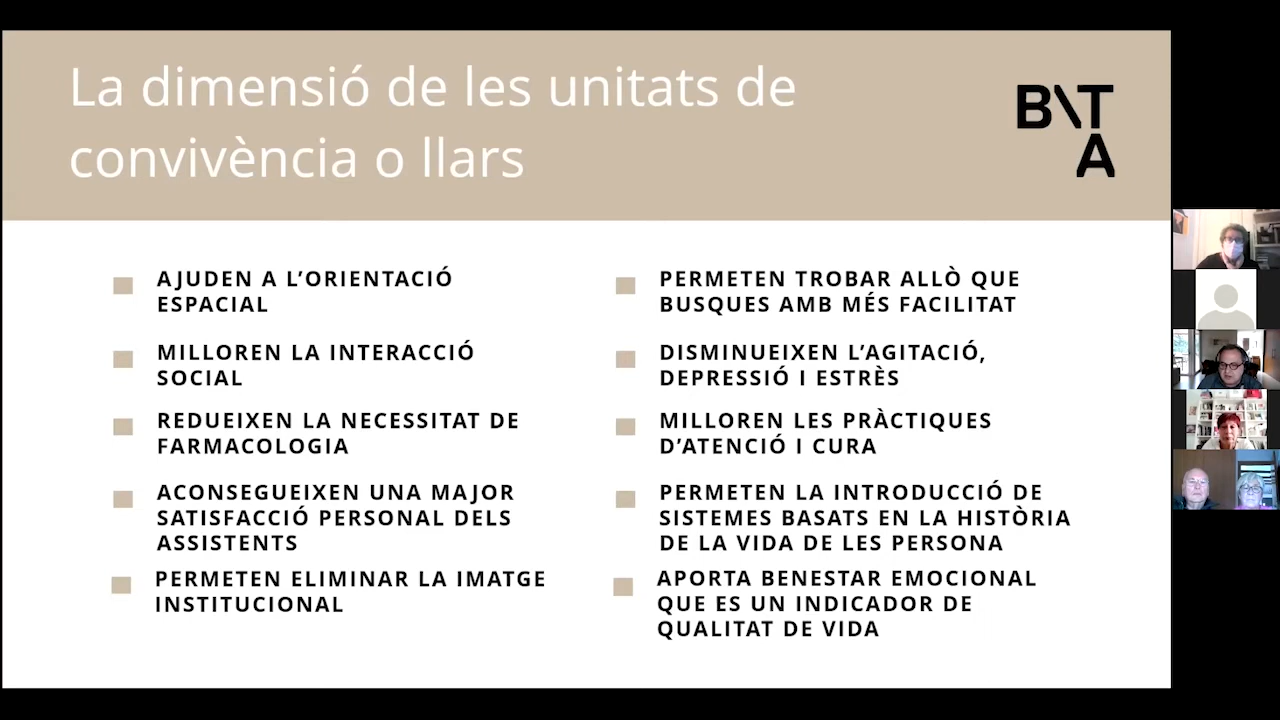 La dimensió de les unitats de
convivència o llars
B\T
A
AJUDEN A L’ORIENTACIÓ
ESPACIAL
MILLOREN LA INTERACCIÓ
SOCIAL
REDUEIXEN LA NECESSITAT DE
FARMACOLOGIA
ACONSEGUEIXEN UNA MAJOR
SATISFACCIÓ PERSONAL DELS
ASSISTENTS
PERMETEN ELIMINAR LA IMATGE
INSTITUCIONAL
PERMETEN TROBAR ALLÒ QUE
BUSQUES AMB MÉS FACILITAT
DISMINUEIXEN L’AGITACIÓ,
DEPRESSIÓ I ESTRÈS
MILLOREN LES PRÀCTIQUES
D’ATENCIÓ I CURA
PERMETEN LA INTRODUCCIÓ DE
SISTEMES BASATS EN LA HISTÒRIA
DE LA VIDA DE LES PERSONA
APORTA BENESTAR EMOCIONAL
QUE ES UN INDICADOR DE
QUALITAT DE VIDA